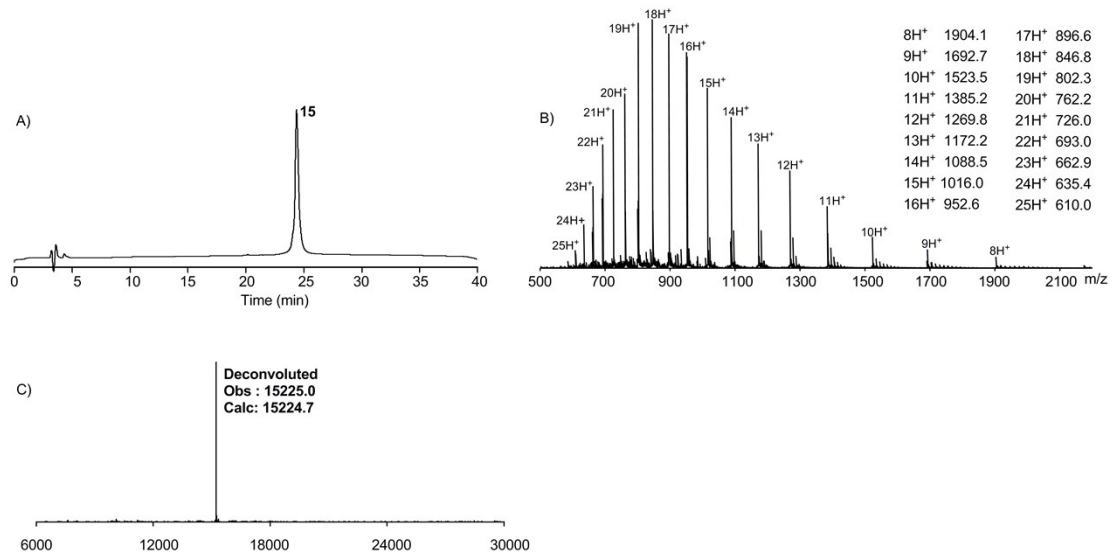 A)
15
0 5 10 15 20 25 30 35 40
Time (min)
B)
25H⁺
24H+
23H⁺
22H⁺
21H⁺
20H⁺
19H⁺
18H⁺
17H⁺
16H⁺
15H⁺
14H⁺
13H⁺
12H⁺
11H⁺
10H⁺
9H⁺
8H⁺
8H⁺ 1904.1 17H⁺ 896.6
9H⁺ 1692.7 18H⁺ 846.8
10H⁺ 1523.5 19H⁺ 802.3
11H⁺ 1385.2 20H⁺ 762.2
12H⁺ 1269.8 21H⁺ 726.0
13H⁺ 1172.2 22H⁺ 693.0
14H⁺ 1088.5 23H⁺ 662.9
15H⁺ 1016.0 24H⁺ 635.4
16H⁺ 952.6 25H⁺ 610.0
500 700 900 1100 1300 1500 1700 1900 2100 m/z
C)
Deconvoluted
Obs : 15225.0
Calc: 15224.7
6000 12000 18000 24000 30000